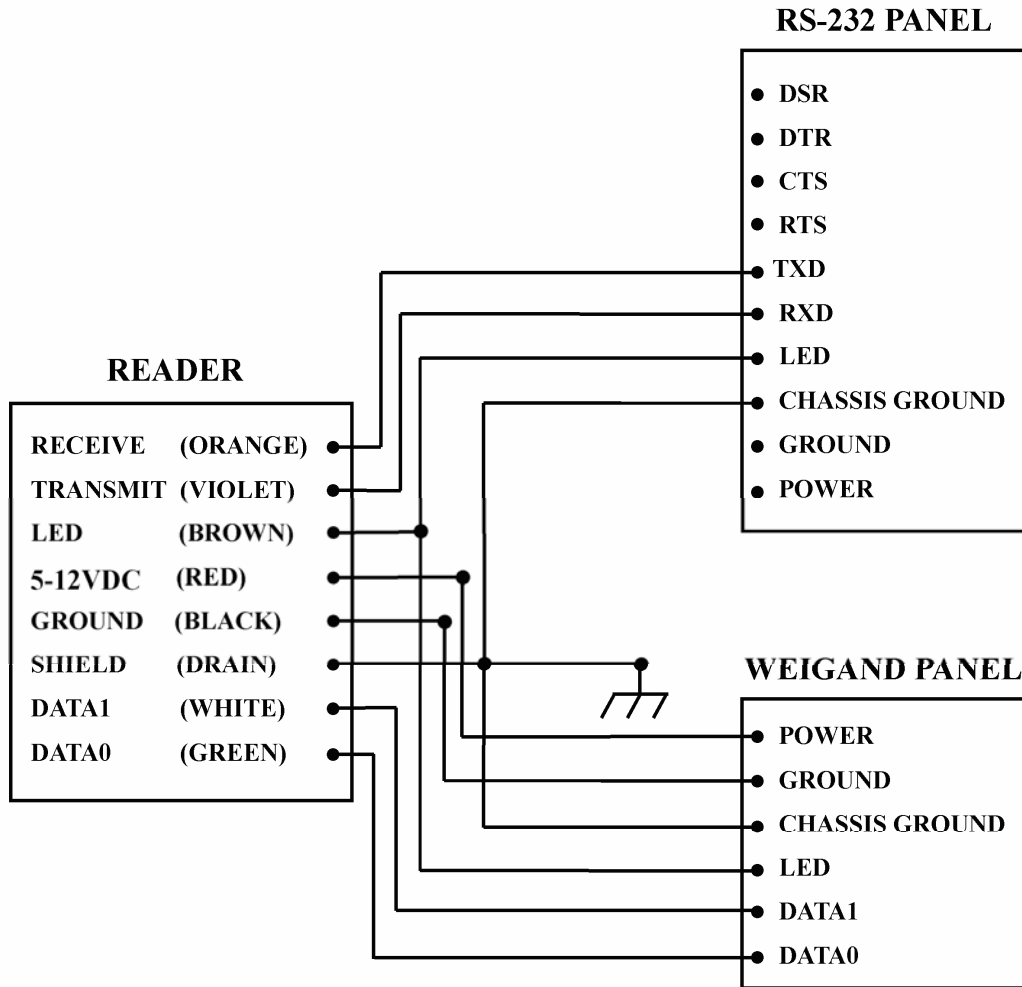 RS-232 PANEL
DSR
DTR
CTS
RTS
TXD
RXD
LED
CHASSIS GROUND
GROUND
POWER
READER
RECEIVE (ORANGE)
TRANSMIT (VIOLET)
LED (BROWN)
5-12VDC (RED)
GROUND (BLACK)
SHIELD (DRAIN)
DATA1 (WHITE)
DATA0 (GREEN)
WEIGAND PANEL
POWER
GROUND
CHASSIS GROUND
LED
DATA1
DATA0